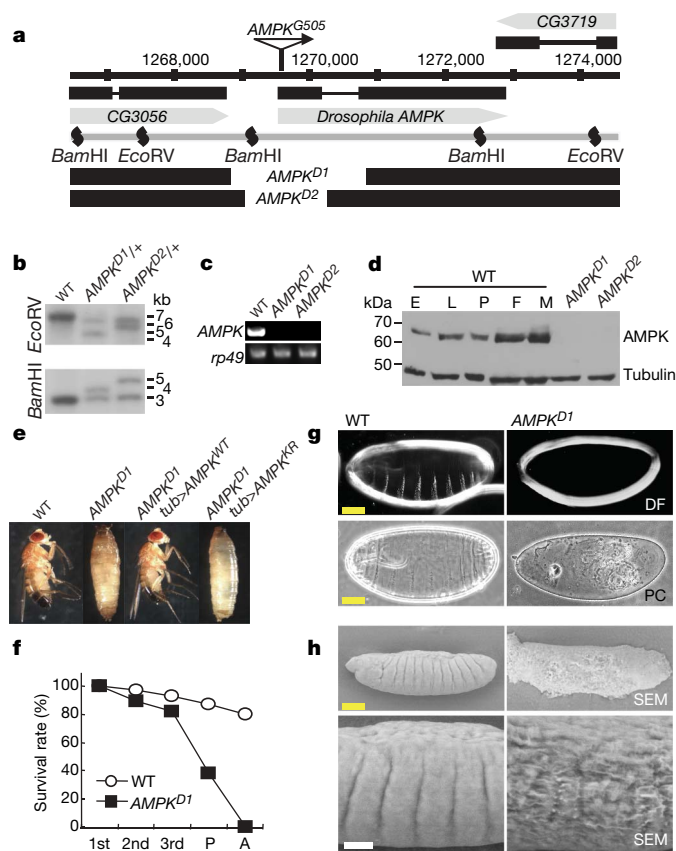 a
AMPK^G505
CG3719
1268,000 1270,000 1272,000 1274,000
CG3056 Drosophila AMPK
BamHI EcoRV BamHI BamHI EcoRV
AMPK^D1
AMPK^D2
b
WT AMPK^D1/+ AMPK^D2/+
kb
EcoRV
7
6
5
4
BamHI
5
4
3
c
WT AMPK^D1 AMPK^D2
AMPK
rp49
d
WT AMPK^D1 AMPK^D2
kDa E L P F M
70
60
50
AMPK
Tubulin
e
WT
AMPK^D1
AMPK^D1 tub>AMPK^WT
AMPK^D1 tub>AMPK^KR
f
Survival rate (%)
100
80
60
40
20
0
WT
AMPK^D1
1st 2nd 3rd P A
g
WT AMPK^D1
DF
PC
h
SEM
SEM